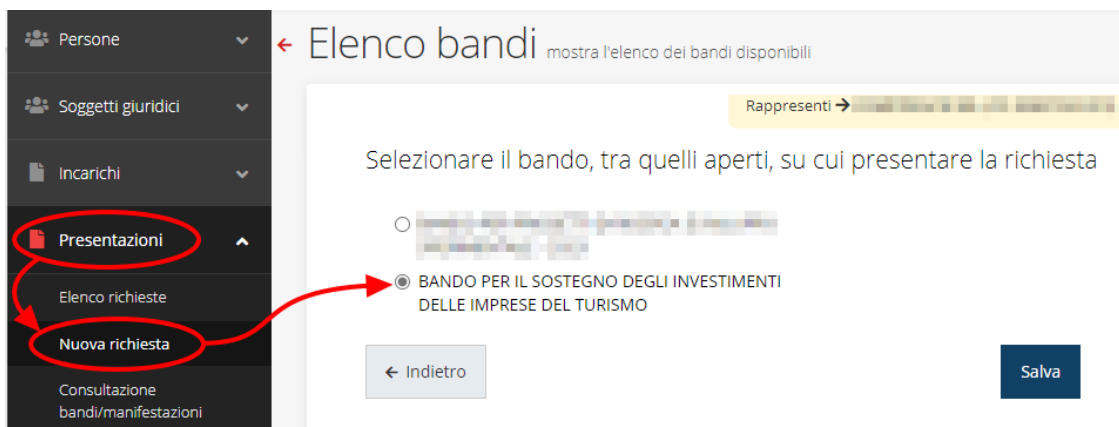 Persone
Soggetti giuridici
Incarichi
Presentazioni
Elenco richieste
Nuova richiesta
Consultazione
bandi/manifestazioni
Elenco bandi mostra l'elenco dei bandi disponibili
Rappresenti →
Selezionare il bando, tra quelli aperti, su cui presentare la richiesta
BANDO PER IL SOSTEGNO DEGLI INVESTIMENTI
DELLE IMPRESE DEL TURISMO
← Indietro
Salva